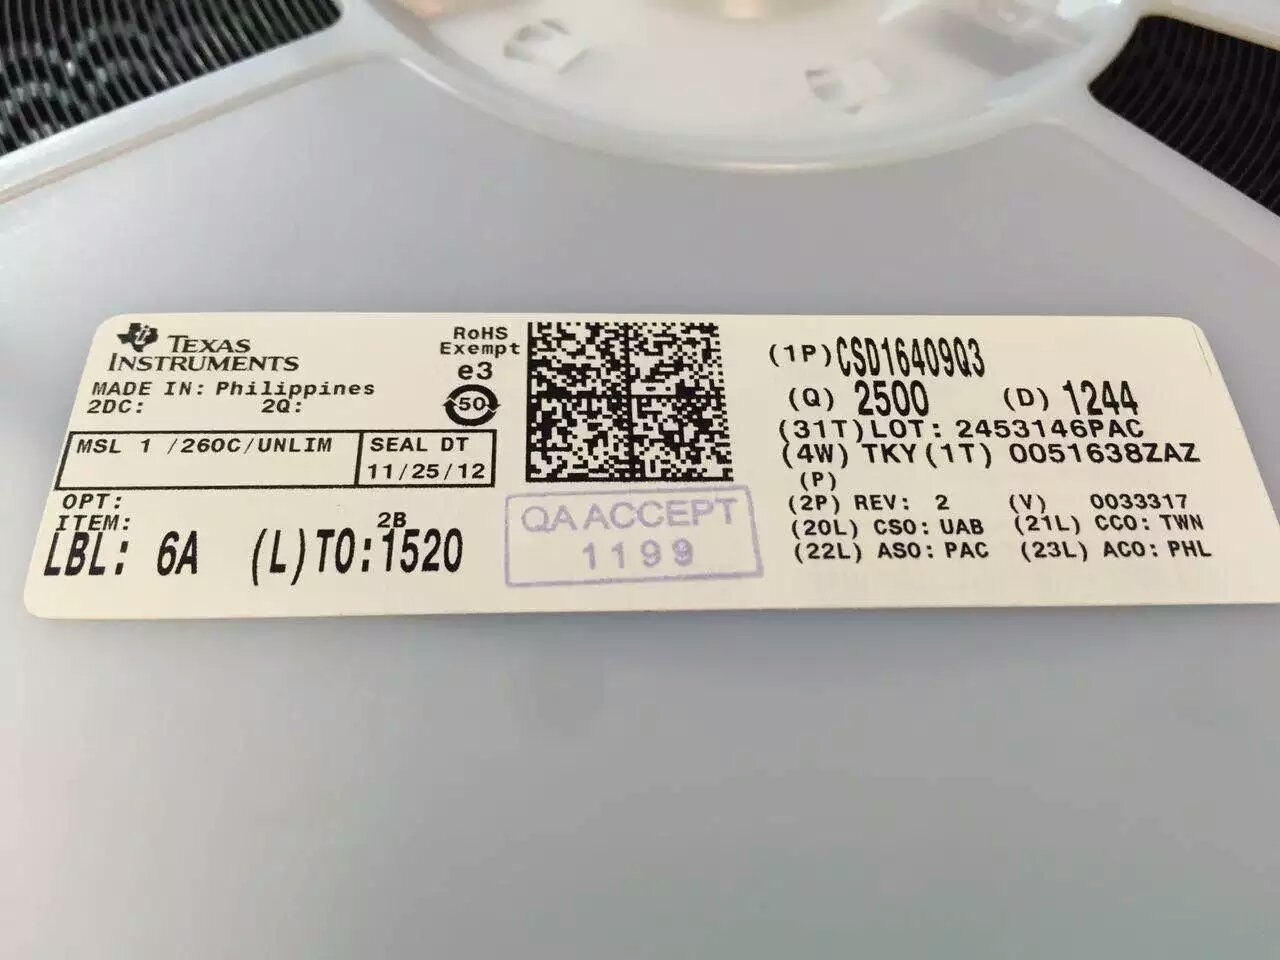 TEXAS
INSTRUMENTS
MADE IN: Philippines
2DC: 2Q:
RoHS
Exempt
e3
50
MSL 1 /260C/UNLIM
SEAL DT
11/25/12
OPT:
ITEM:
2B
LBL: 6A (L)TO:1520
QA ACCEPT
1199
(1P)CSD16409Q3
(Q) 2500 (D) 1244
(31T)LOT: 2453146PAC
(4W) TKY(1T) 0051638ZAZ
(P)
(2P) REV: 2 (V) 0033317
(20L) CSO: UAB (21L) CCO: TWN
(22L) ASO: PAC (23L) ACO: PHL